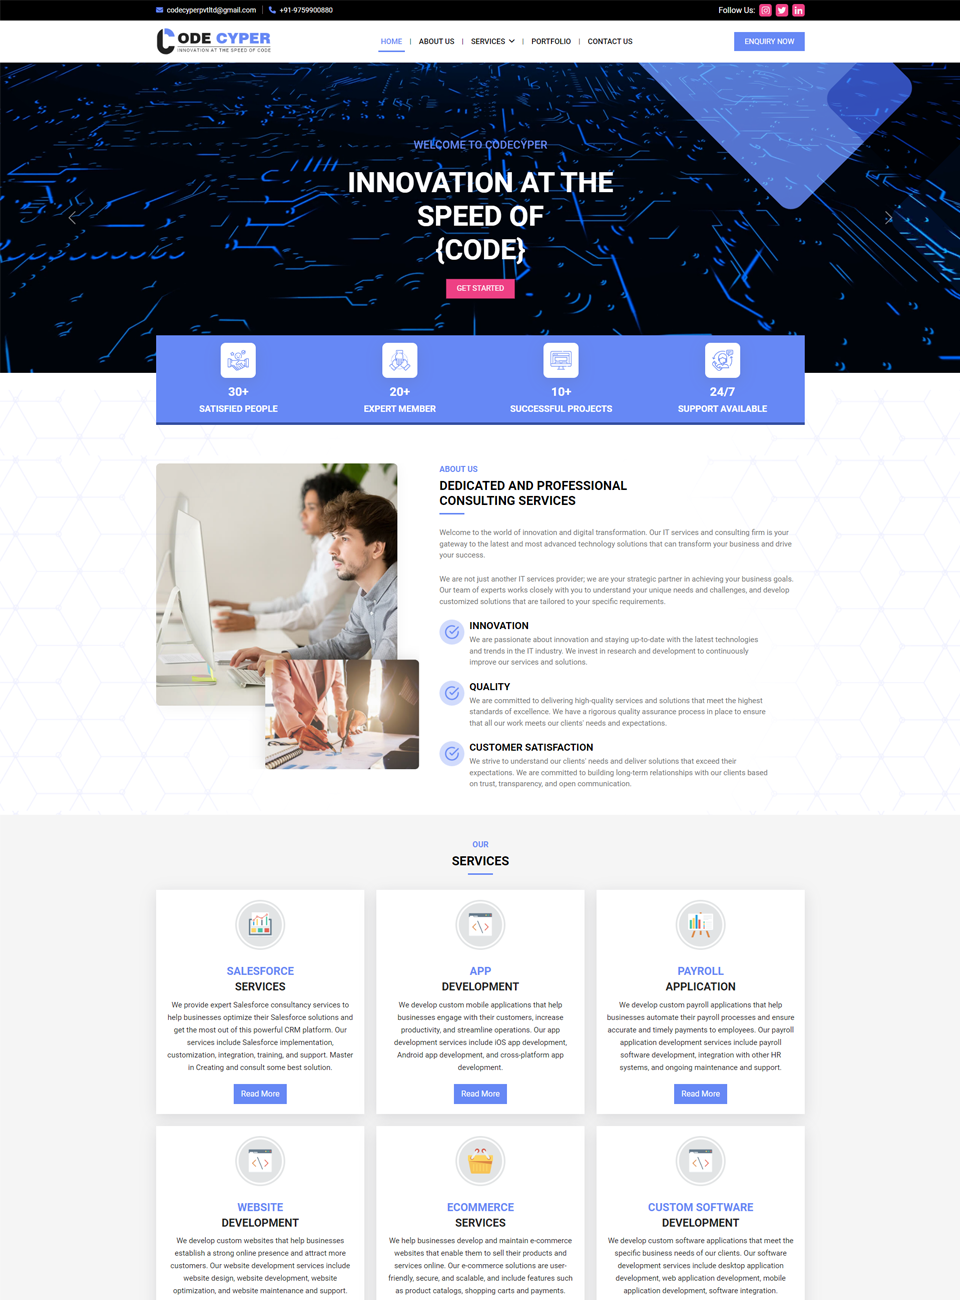 codecyperpvtltd@gmail.com | +91-9759900880
Follow Us:
CODE CYPER
INNOVATION AT THE SPEED OF CODE
HOME | ABOUT US | SERVICES | PORTFOLIO | CONTACT US
ENQUIRY NOW
WELCOME TO CODECYPER
INNOVATION AT THE
SPEED OF
{CODE}
GET STARTED
30+
SATISFIED PEOPLE
20+
EXPERT MEMBER
10+
SUCCESSFUL PROJECTS
24/7
SUPPORT AVAILABLE
ABOUT US
DEDICATED AND PROFESSIONAL
CONSULTING SERVICES
Welcome to the world of innovation and digital transformation. Our IT services and consulting firm is your
gateway to the latest and most advanced technology solutions that can transform your business and drive
your success.
We are not just another IT services provider; we are your strategic partner in achieving your business goals.
Our team of experts works closely with you to understand your unique needs and challenges, and develop
customized solutions that are tailored to your specific requirements.
INNOVATION
We are passionate about innovation and staying up-to-date with the latest technologies
and trends in the IT industry. We invest in research and development to continuously
improve our services and solutions.
QUALITY
We are committed to delivering high-quality services and solutions that meet the highest
standards of excellence. We have a rigorous quality assurance process in place to ensure
that all our work meets our clients' needs and expectations.
CUSTOMER SATISFACTION
We strive to understand our clients' needs and deliver solutions that exceed their
expectations. We are committed to building long-term relationships with our clients based
on trust, transparency, and open communication.
OUR
SERVICES
SALESFORCE
SERVICES
We provide expert Salesforce consultancy services to
help businesses optimize their Salesforce solutions and
get the most out of this powerful CRM platform. Our
services include Salesforce implementation,
customization, integration, training, and support. Master
in Creating and consult some best solution.
Read More
APP
DEVELOPMENT
We develop custom mobile applications that help
businesses engage with their customers, increase
productivity, and streamline operations. Our app
development services include iOS app development,
Android app development, and cross-platform app
development.
Read More
PAYROLL
APPLICATION
We develop custom payroll applications that help
businesses automate their payroll processes and ensure
accurate and timely payments to employees. Our payroll
application development services include payroll
software development, integration with other HR
systems, and ongoing maintenance and support.
Read More
WEBSITE
DEVELOPMENT
We develop custom websites that help businesses
establish a strong online presence and attract more
customers. Our website development services include
website design, website development, website
optimization, and website maintenance and support.
ECOMMERCE
SERVICES
We help businesses develop and maintain e-commerce
websites that enable them to sell their products and
services online. Our e-commerce solutions are user-
friendly, secure, and scalable, and include features such
as product catalogs, shopping carts and payments.
CUSTOM SOFTWARE
DEVELOPMENT
We develop custom software applications that meet the
specific business needs of our clients. Our software
development services include desktop application
development, web application development, mobile
application development, software integration.